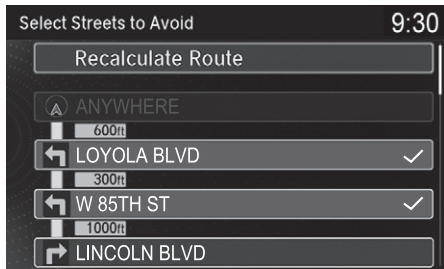 Select Streets to Avoid 9:30
Recalculate Route
ANYWHERE
600ft
LOYOLA BLVD
300ft
W 85TH ST
1000ft
LINCOLN BLVD